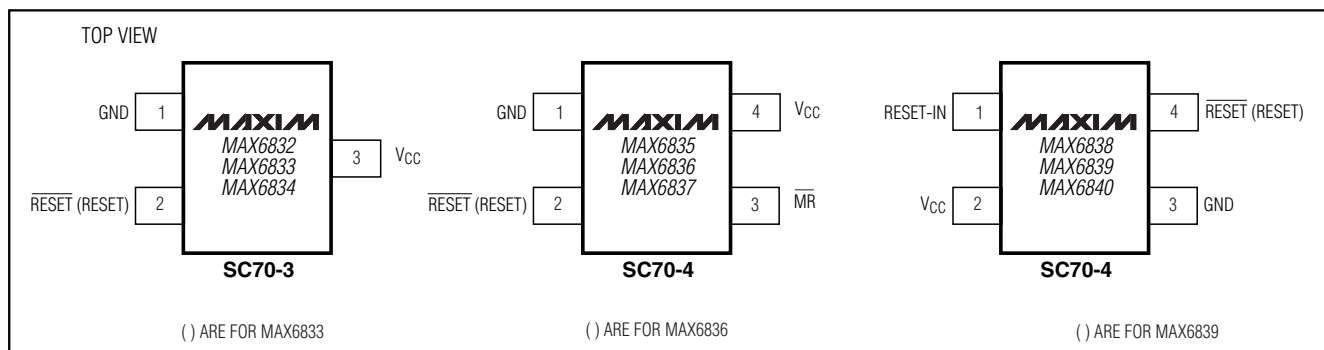 TOP VIEW
GND 1
MAXIM
MAX6832
MAX6833
MAX6834
3 VCC
RESET (RESET) 2
SC70-3
( ) ARE FOR MAX6833
GND 1
MAXIM
MAX6835
MAX6836
MAX6837
4 VCC
RESET (RESET) 2
3 MR
SC70-4
( ) ARE FOR MAX6836
RESET-IN 1
MAXIM
MAX6838
MAX6839
MAX6840
4 RESET (RESET)
VCC 2
3 GND
SC70-4
( ) ARE FOR MAX6839